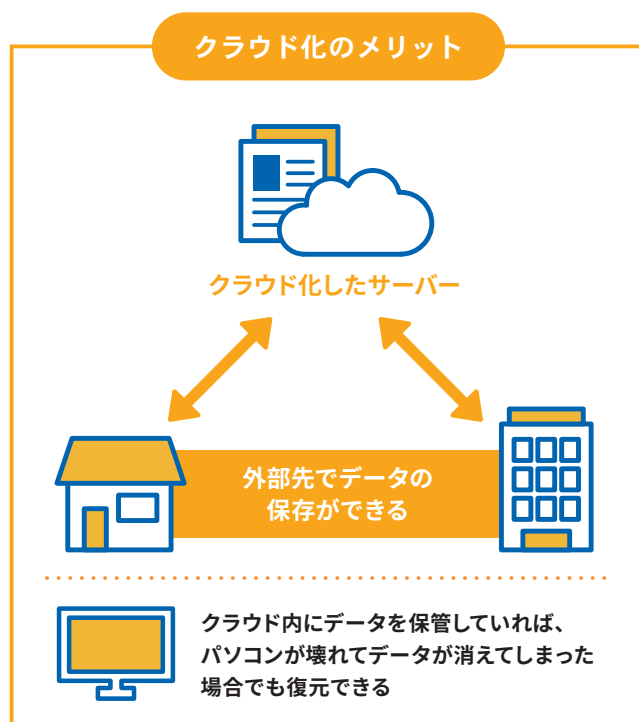 クラウド化のメリット
クラウド化したサーバー
外部先でデータの
保存ができる
クラウド内にデータを保管していれば、
パソコンが壊れてデータが消えてしまった
場合でも復元できる